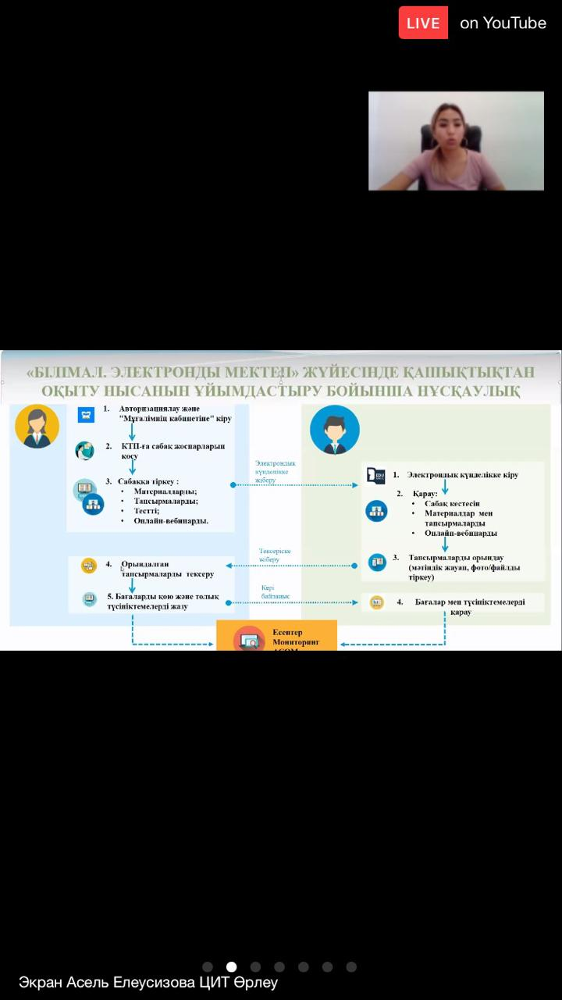 LIVE on YouTube
«БІЛІМАЛ. ЭЛЕКТРОНДЫ МЕКТЕП» ЖҮЙЕСІНДЕ ҚАШЫҚТЫҚТАН
ОҚЫТУ НЫСАНЫН ҰЙЫМДАСТЫРУ БОЙЫНША НҰСҚАУЛЫҚ
1. Авторизациялау және
"Мұғалімнің кабинетіне" кіру
2. КТП-ға сабақ жоспарларын
қосу
3. Сабаққа тіркеу :
• Материалдарды;
• Тапсырмаларды;
• Тестті;
• Онлайн-вебинарды.
4. Орындалған
тапсырмаларды тексеру
5. Бағаларды қою және толық
түсініктемелерді жазу
Электрондық
күнделікке
жіберу
Тексеріске
жіберу
Кері
байланыс
EDU
1. Электрондық күнделікке кіру
2. Қарау:
• Сабақ кестесін
• Материалдар мен
тапсырмаларды
• Онлайн-вебинарды
3. Тапсырмаларды орындау
(мәтіндік жауап, фото/файлды
тіркеу)
4. Бағалар мен түсініктемелерді
қарау
Есептер
Мониторинг
Экран Асель Елеусизова ЦИТ Өрлеу